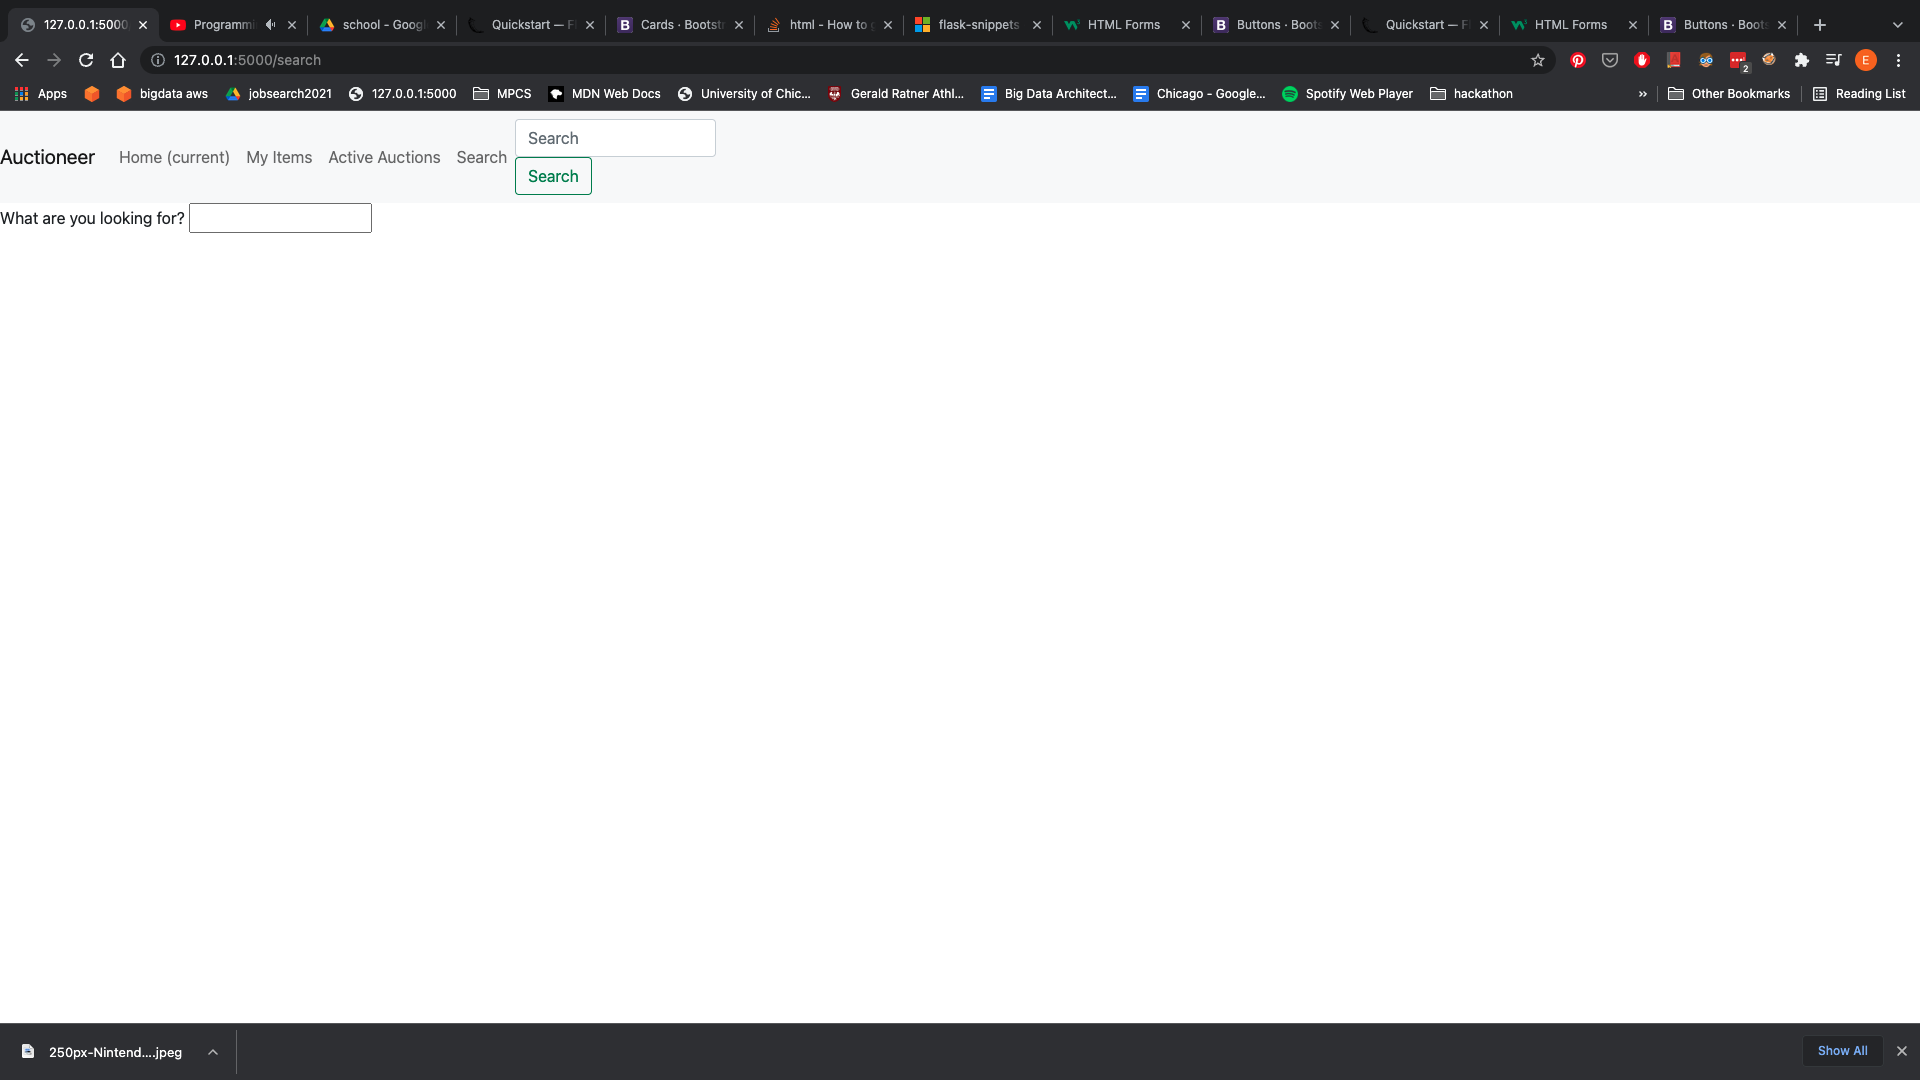 127.0.0.1:5000
Programmi
school - Googl
Quickstart — Fl
Cards · Bootstr
html - How to g
flask-snippets
HTML Forms
Buttons · Boots
Quickstart — Fl
HTML Forms
Buttons · Boots
127.0.0.1:5000/search
2
E
Apps
bigdata aws
jobsearch2021
127.0.0.1:5000
MPCS
MDN Web Docs
University of Chic...
Gerald Ratner Athl...
Big Data Architect...
Chicago - Google...
Spotify Web Player
hackathon
»
Other Bookmarks
Reading List
Auctioneer
Home (current)
My Items
Active Auctions
Search
Search
Search
What are you looking for?
250px-Nintend....jpeg
Show All